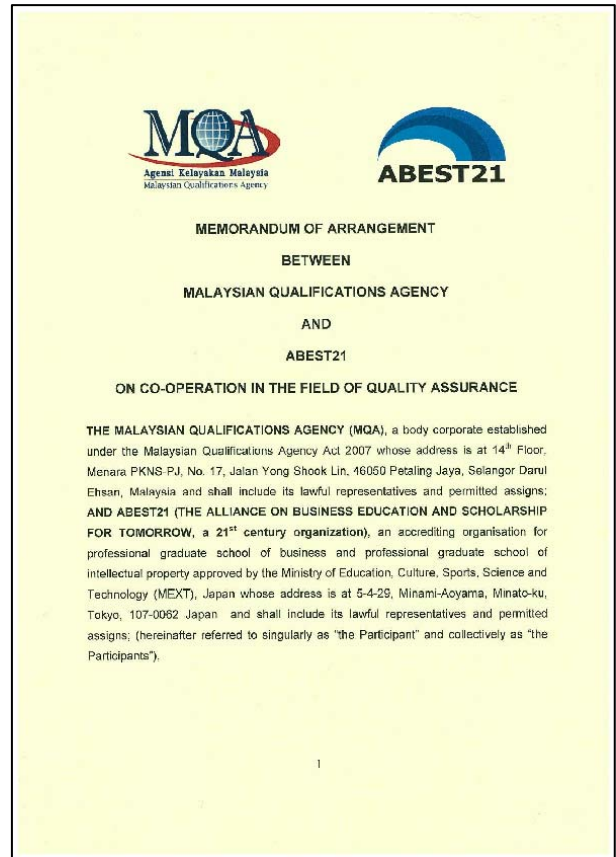 MQA
Agensi Kelayakan Malaysia
Malaysian Qualifications Agency
ABEST21
MEMORANDUM OF ARRANGEMENT
BETWEEN
MALAYSIAN QUALIFICATIONS AGENCY
AND
ABEST21
ON CO-OPERATION IN THE FIELD OF QUALITY ASSURANCE
THE MALAYSIAN QUALIFICATIONS AGENCY (MQA), a body corporate established
under the Malaysian Qualifications Agency Act 2007 whose address is at 14th Floor,
Menara PKNS-PJ, No. 17, Jalan Yong Shook Lin, 46050 Petaling Jaya, Selangor Darul
Ehsan, Malaysia and shall include its lawful representatives and permitted assigns;
AND ABEST21 (THE ALLIANCE ON BUSINESS EDUCATION AND SCHOLARSHIP
FOR TOMORROW, a 21st century organization), an accrediting organisation for
professional graduate school of business and professional graduate school of
intellectual property approved by the Ministry of Education, Culture, Sports, Science and
Technology (MEXT), Japan whose address is at 5-4-29, Minami-Aoyama, Minato-ku,
Tokyo, 107-0062 Japan and shall include its lawful representatives and permitted
assigns; (hereinafter referred to singularly as "the Participant" and collectively as "the
Participants").
1